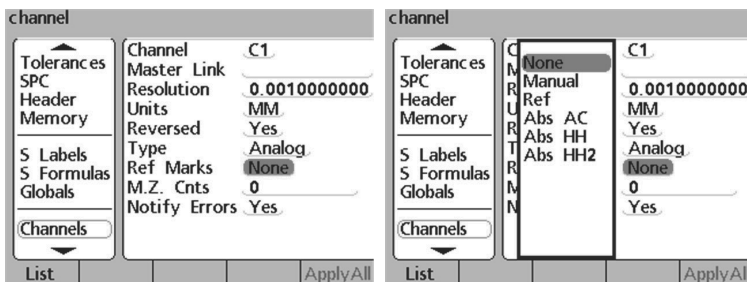 channel
Tolerances
SPC
Header
Memory
S Labels
S Formulas
Globals
Channels
Channel C1
Master Link
Resolution 0.0010000000
Units MM
Reversed Yes
Type Analog
Ref Marks None
M.Z. Cnts 0
Notify Errors Yes
List ApplyAll
channel
Tolerances
SPC
Header
Memory
S Labels
S Formulas
Globals
Channels
C
M
R
U
R
T
R
M
N
None
Manual
Ref
Abs AC
Abs HH
Abs HH2
C1
0.0010000000
MM
Yes
Analog
None
0
Yes
List ApplyAll